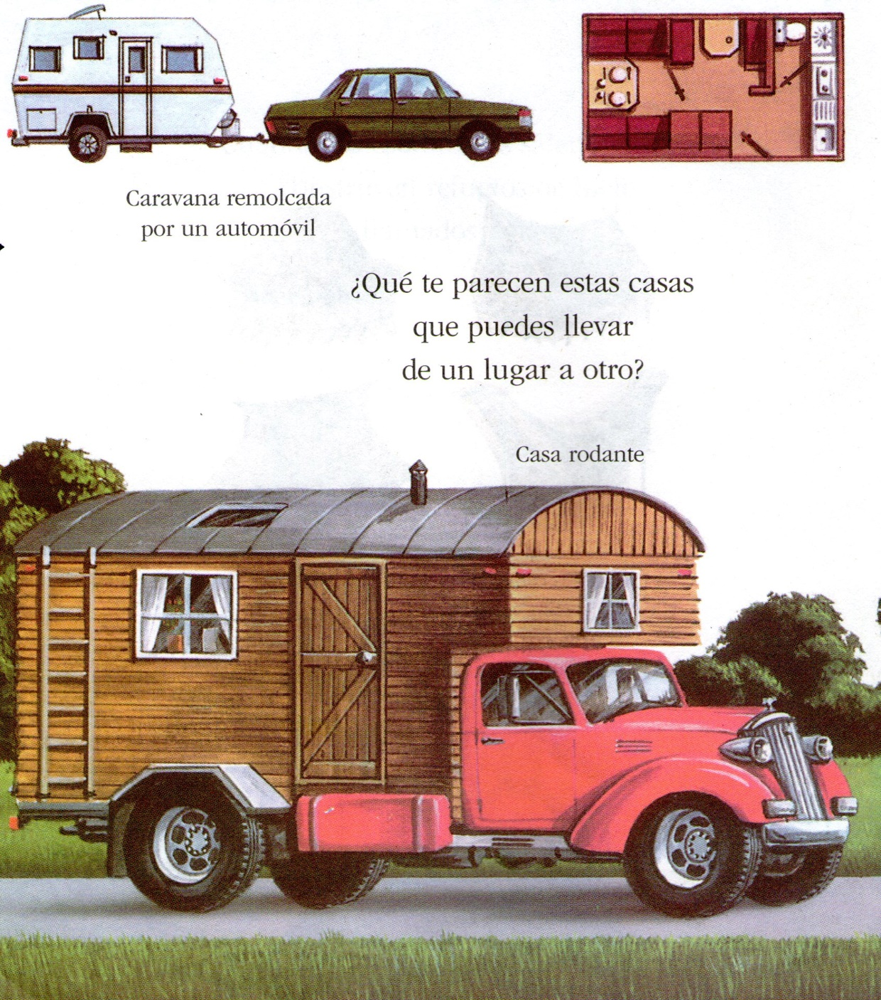 Caravana remolcada
por un automóvil
¿Qué te parecen estas casas
que puedes llevar
de un lugar a otro?
Casa rodante